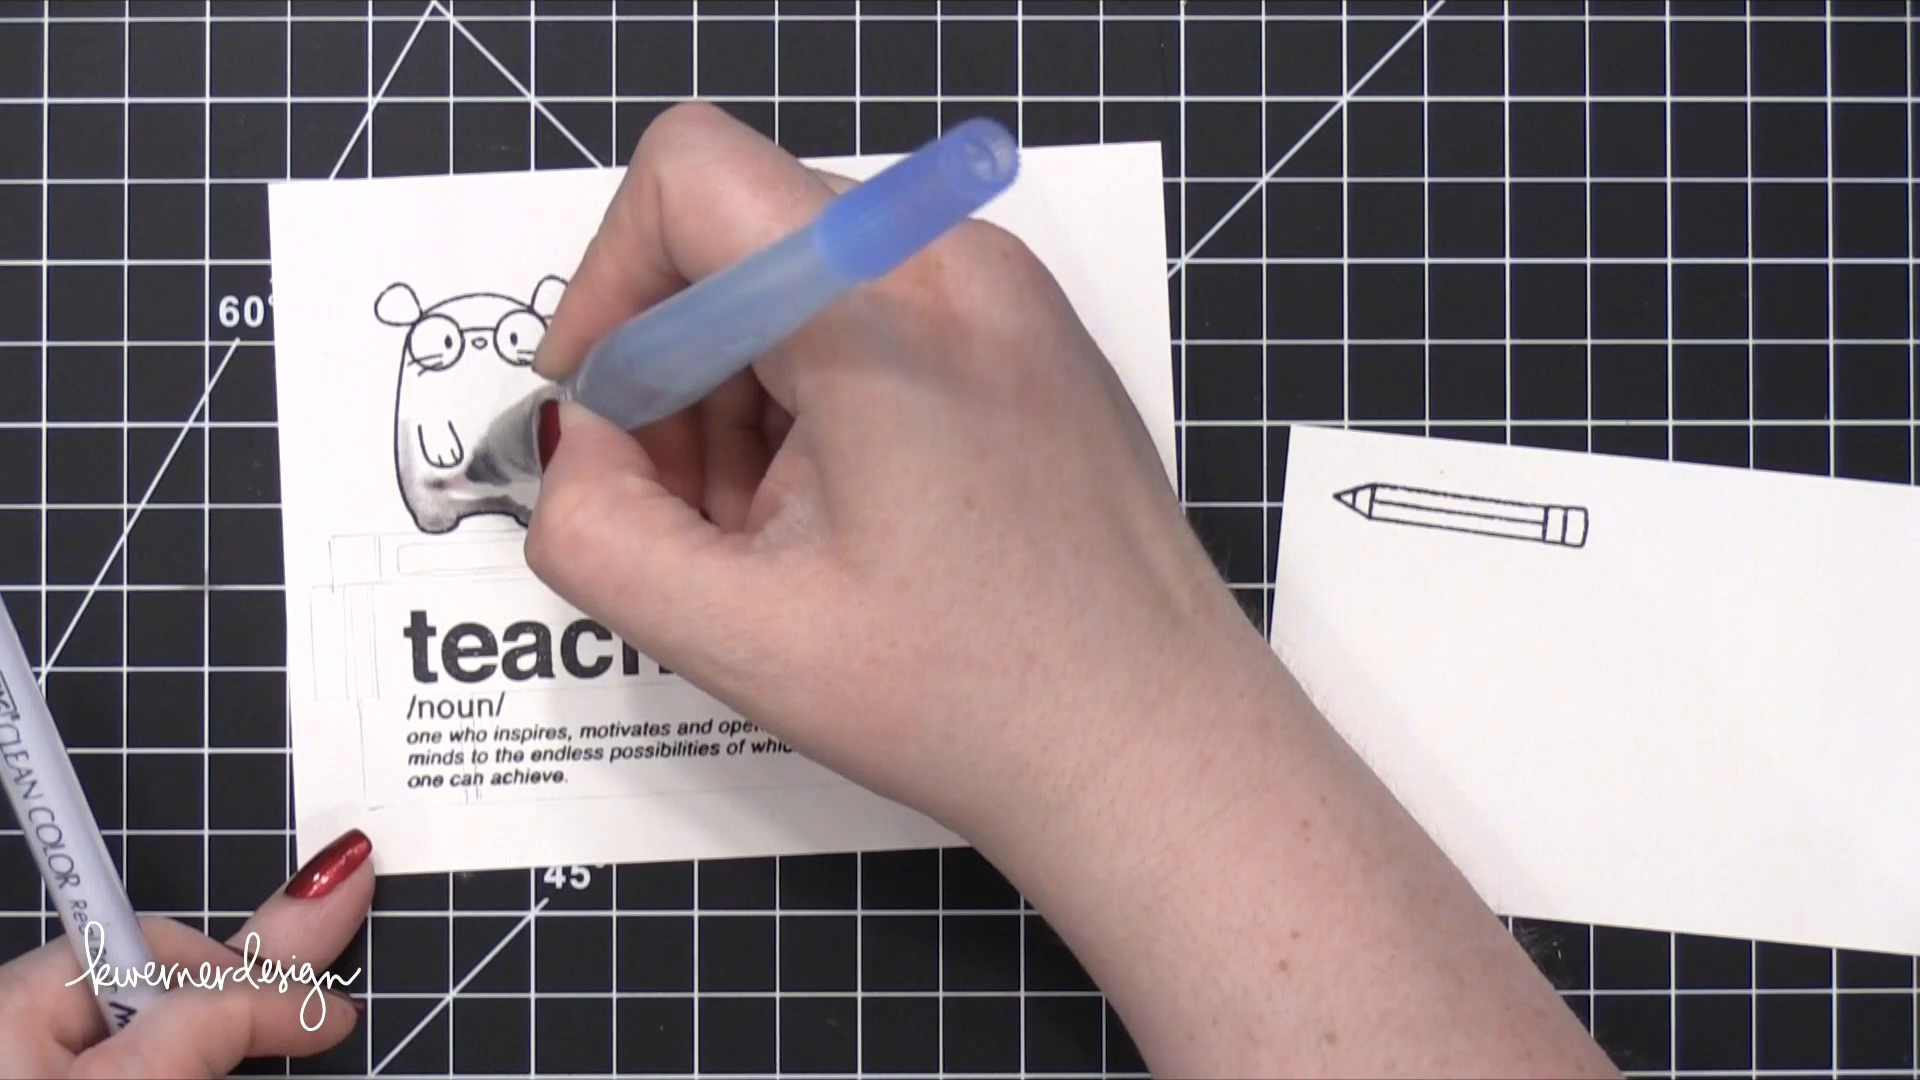 60°
teach
/noun/
one who inspires, motivates and ope
minds to the endless possibilities of whic
one can achieve.
45°
CLEAN COLOR Re
kwernerdesign